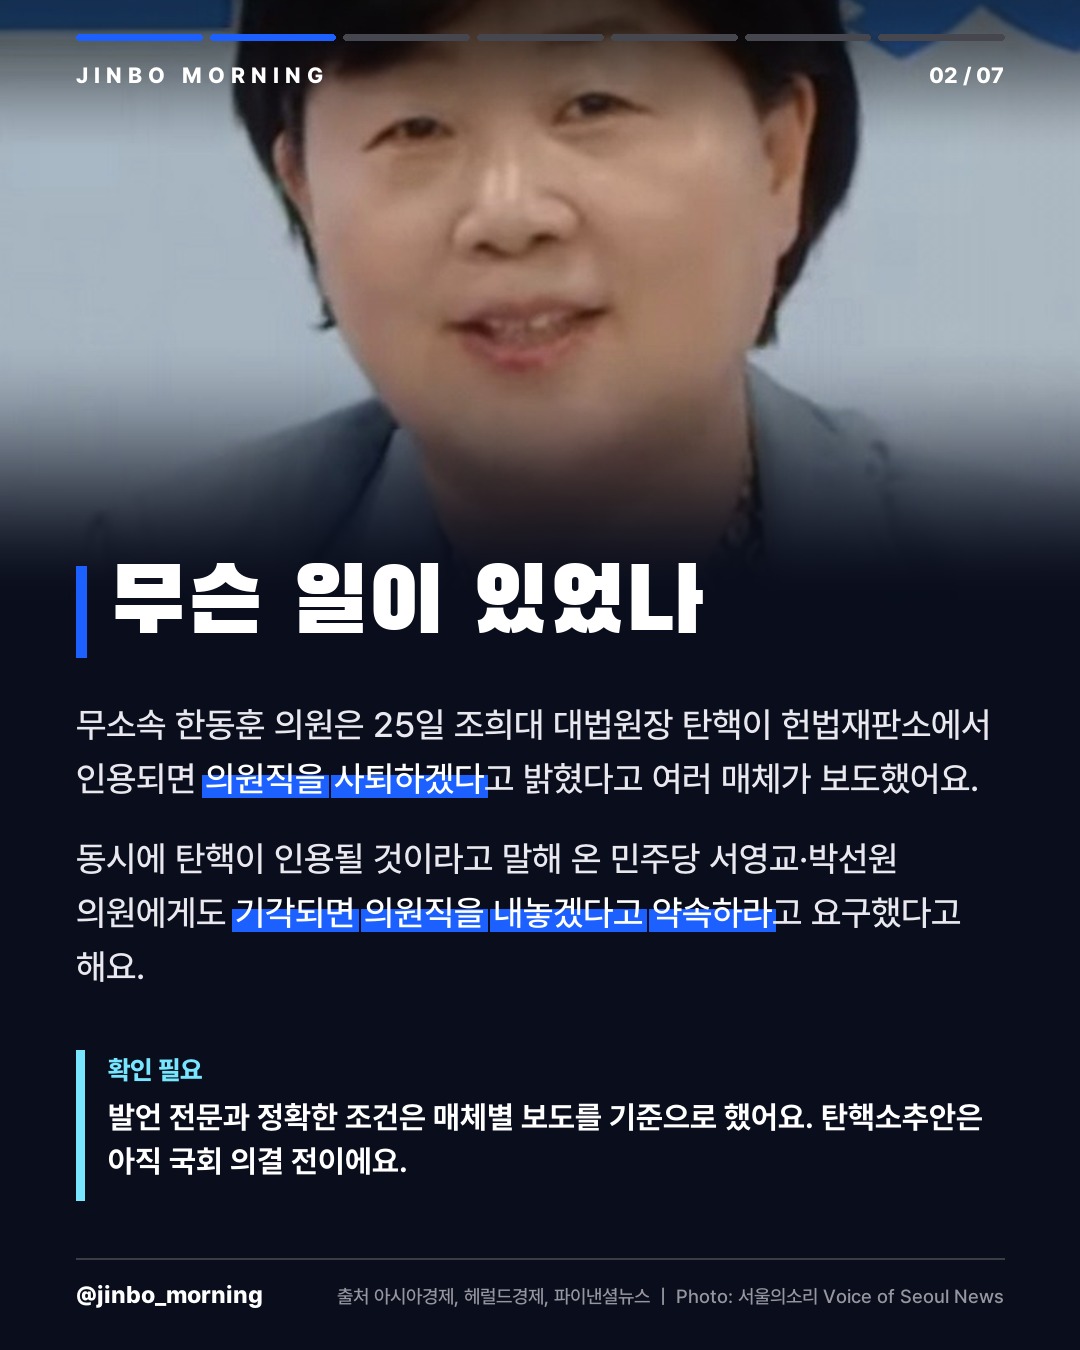 JINBO MORNING
02 / 07
무슨 일이 있었나
무소속 한동훈 의원은 25일 조희대 대법원장 탄핵이 헌법재판소에서
인용되면 의원직을 사퇴하겠다고 밝혔다고 여러 매체가 보도했어요.
동시에 탄핵이 인용될 것이라고 말해 온 민주당 서영교·박선원
의원에게도 기각되면 의원직을 내놓겠다고 약속하라고 요구했다고
해요.
확인 필요
발언 전문과 정확한 조건은 매체별 보도를 기준으로 했어요. 탄핵소추안은
아직 국회 의결 전이에요.
@jinbo_morning
출처 아시아경제, 헤럴드경제, 파이낸셜뉴스 | Photo: 서울의소리 Voice of Seoul News